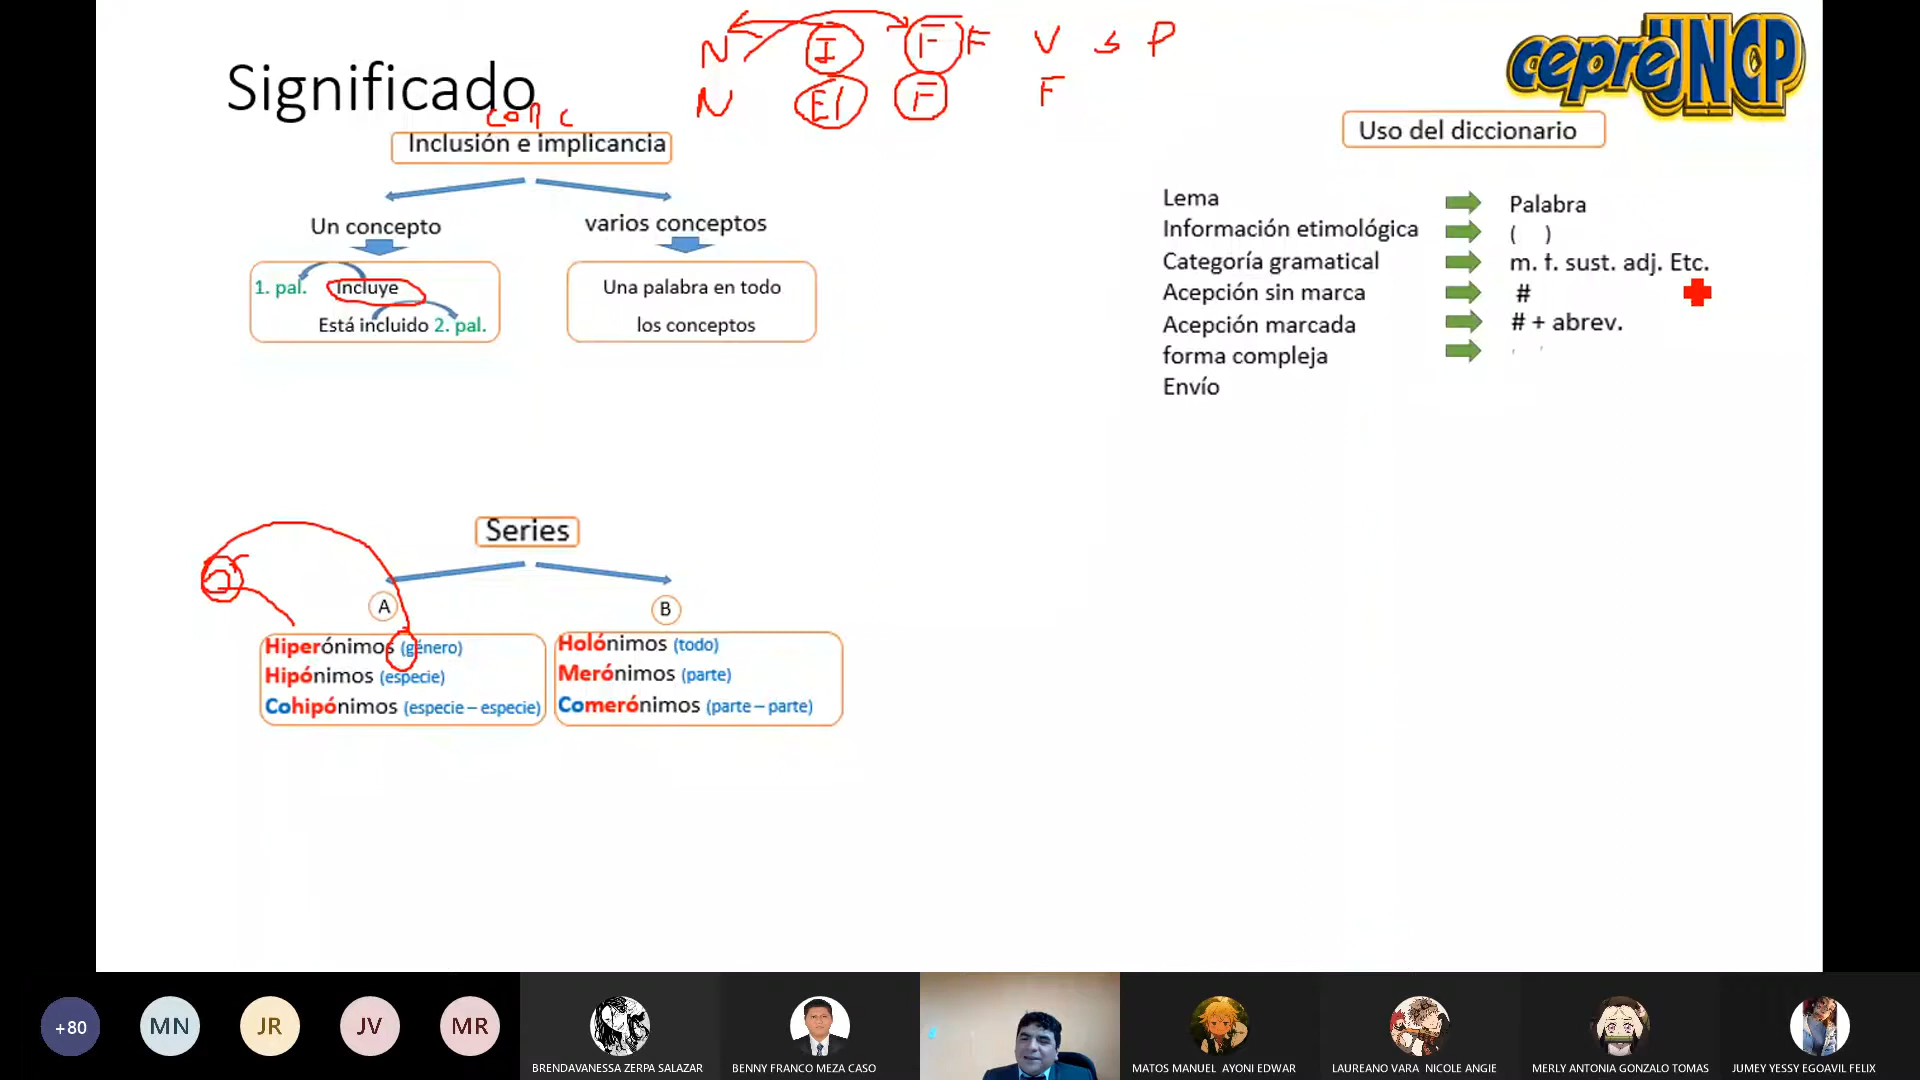 N I F F V s P
N EI F F
cepreUNCP
Significado
con c
Inclusión e implicancia
Un concepto
varios conceptos
1. pal. Incluye
Está incluido 2. pal.
Una palabra en todo
los conceptos
Uso del diccionario
Lema
Palabra
Información etimológica
( )
Categoría gramatical
m. f. sust. adj. Etc.
Acepción sin marca
#
Acepción marcada
# + abrev.
forma compleja
Envío
Series
A
B
Hiperónimos (género)
Hipónimos (especie)
Cohipónimos (especie – especie)
Holónimos (todo)
Merónimos (parte)
Comerónimos (parte – parte)
+80
MN
JR
JV
MR
BRENDAVANESSA ZERPA SALAZAR
BENNY FRANCO MEZA CASO
MATOS MANUEL AYONI EDWAR
LAUREANO VARA NICOLE ANGIE
MERLY ANTONIA GONZALO TOMAS
JUMEY YESSY EGOAVIL FELIX